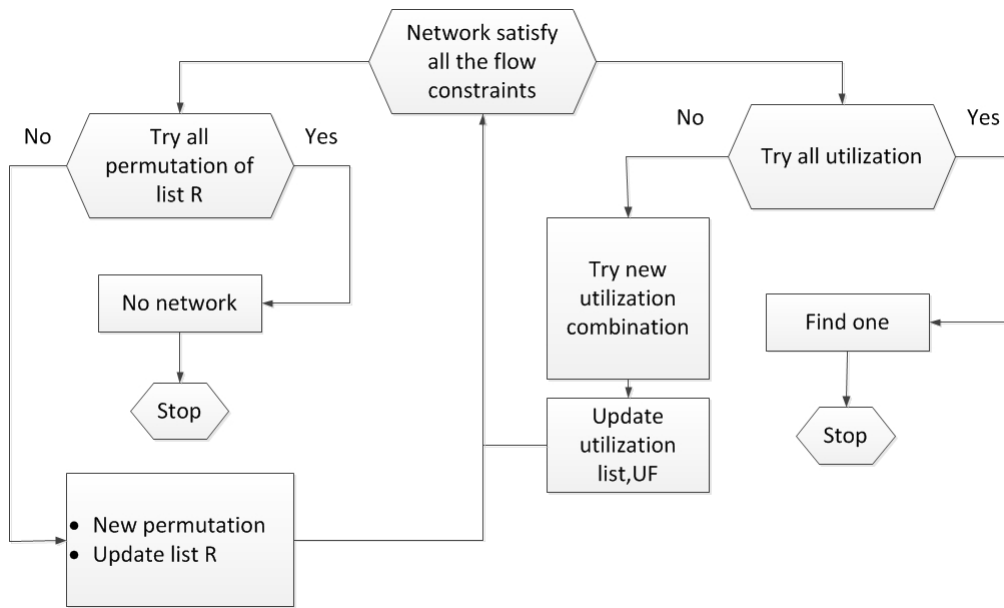 Network satisfy
all the flow
constraints
No
Try all
permutation of
list R
Yes
No
Try all utilization
Yes
No network
Try new
utilization
combination
Find one
Stop
Update
utilization
list,UF
Stop
• New permutation
• Update list R